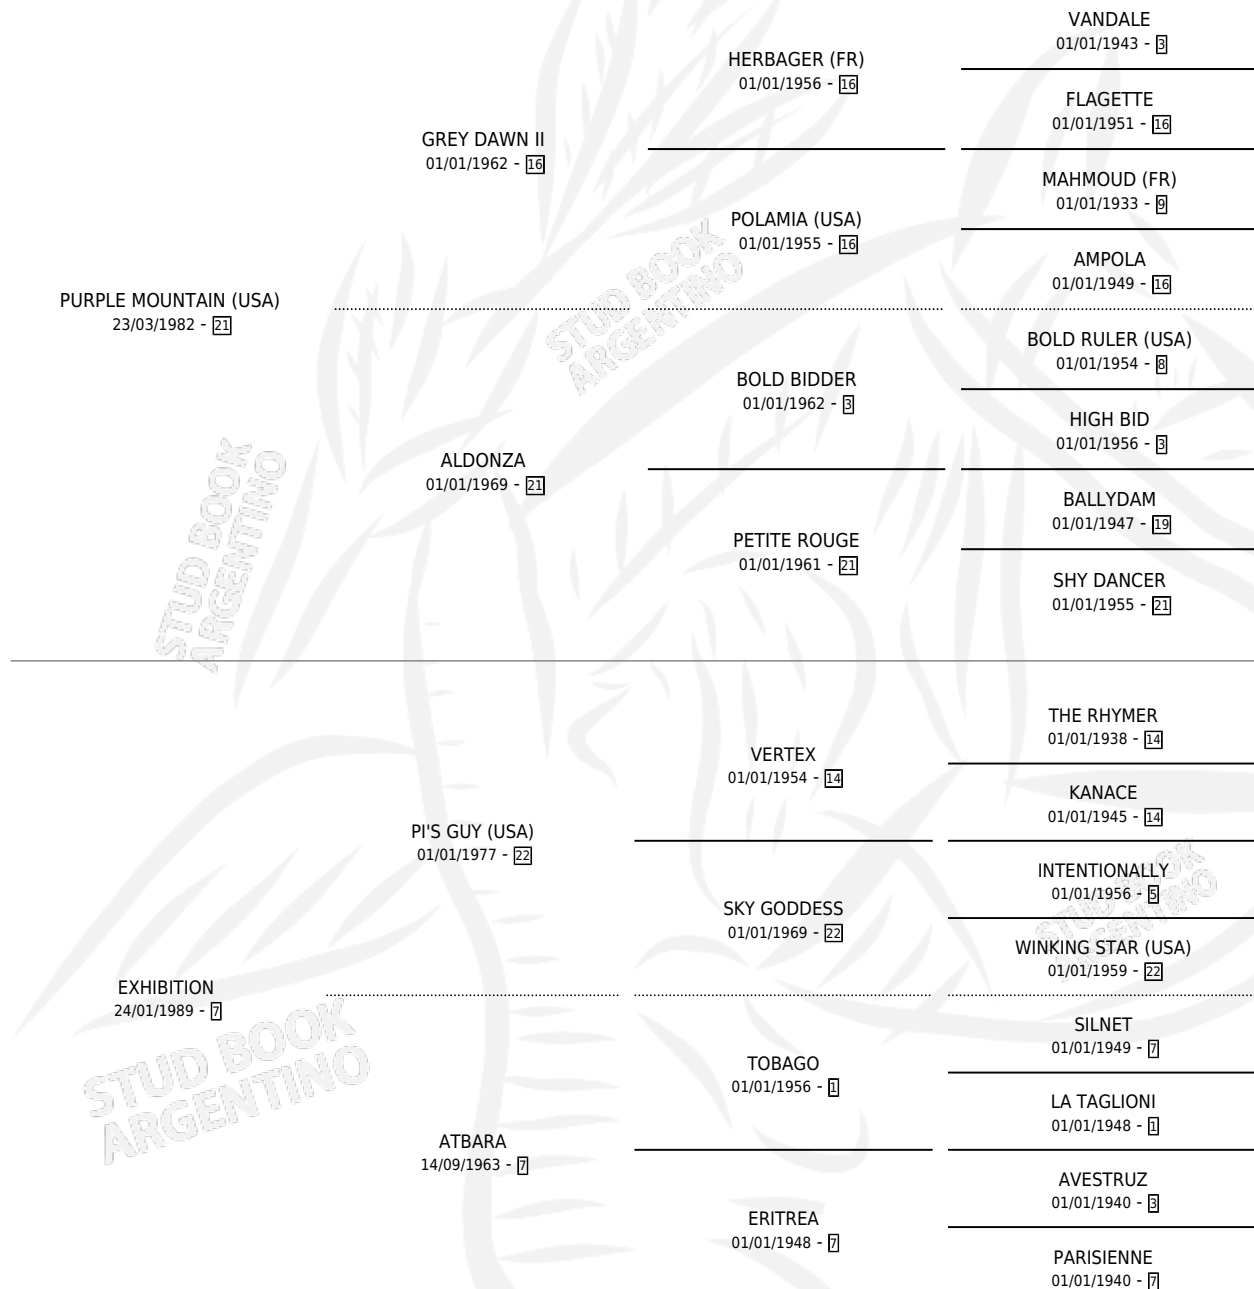 VANDALE
01/01/1943 - 3
HERBAGER (FR)
01/01/1956 - 16
FLAGETTE
01/01/1951 - 16
GREY DAWN II
01/01/1962 - 16
MAHMOUD (FR)
01/01/1933 - 9
POLAMIA (USA)
01/01/1955 - 16
AMPOLA
01/01/1949 - 16
PURPLE MOUNTAIN (USA)
23/03/1982 - 21
STUD BOOK
ARGENTINO
BOLD RULER (USA)
01/01/1954 - 8
BOLD BIDDER
01/01/1962 - 3
HIGH BID
01/01/1956 - 3
ALDONZA
01/01/1969 - 21
BALLYDAM
01/01/1947 - 19
PETITE ROUGE
01/01/1961 - 21
SHY DANCER
01/01/1955 - 21
STUD BOOK
ARGENTINO
THE RHYMER
01/01/1938 - 14
VERTEX
01/01/1954 - 14
KANACE
01/01/1945 - 14
PI'S GUY (USA)
01/01/1977 - 22
INTENTIONALLY
01/01/1956 - 5
SKY GODDESS
01/01/1969 - 22
WINKING STAR (USA)
01/01/1959 - 22
STUD BOOK
ARGENTINO
EXHIBITION
24/01/1989 - 7
STUD BOOK
ARGENTINO
SILNET
01/01/1949 - 7
TOBAGO
01/01/1956 - 1
LA TAGLIONI
01/01/1948 - 1
ATBARA
14/09/1963 - 7
AVESTRUZ
01/01/1940 - 3
ERITREA
01/01/1948 - 7
PARISIENNE
01/01/1940 - 7